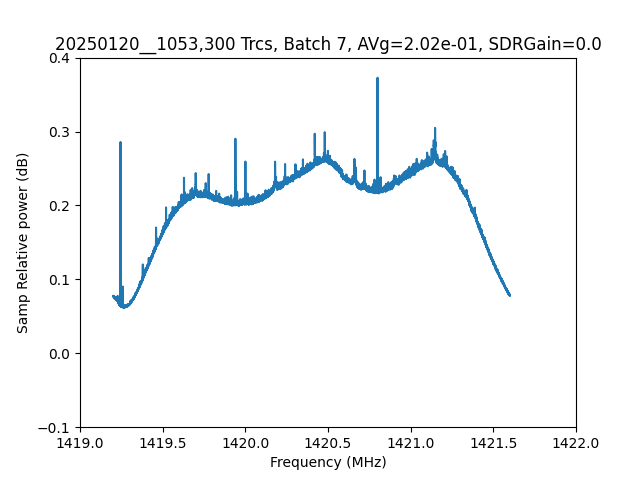 20250120__1053,300 Trcs, Batch 7, AVg=2.02e-01, SDRGain=0.0
0.4
0.3
0.2
0.1
0.0
−0.1
Samp Relative power (dB)
1419.0 1419.5 1420.0 1420.5 1421.0 1421.5 1422.0
Frequency (MHz)